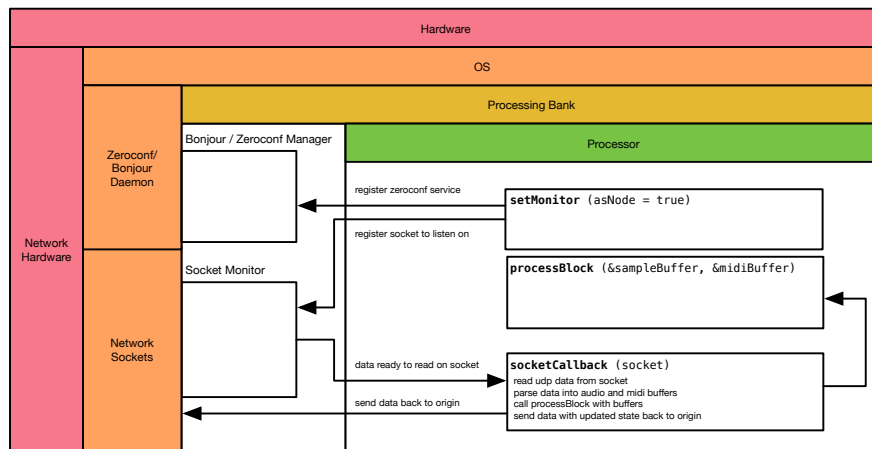 Hardware
OS
Processing Bank
Bonjour / Zeroconf Manager
Processor
Zeroconf/
Bonjour
Daemon
register zeroconf service
setMonitor (asNode = true)
register socket to listen on
Network
Hardware
Socket Monitor
processBlock (&sampleBuffer, &midiBuffer)
Network
Sockets
data ready to read on socket
socketCallback (socket)
read udp data from socket
parse data into audio and midi buffers
call processBlock with buffers
send data with updated state back to origin
send data back to origin